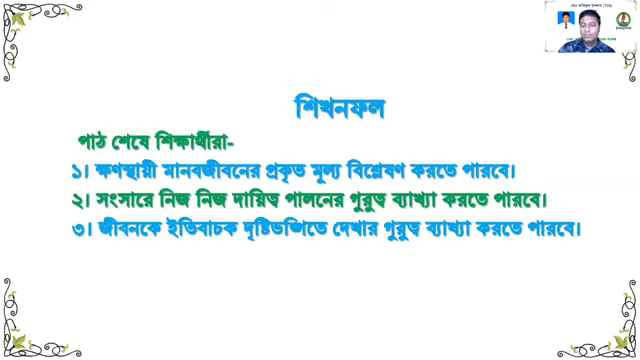 শিখনফল
পাঠ শেষে শিক্ষার্থীরা-
১। ক্ষণস্থায়ী মানবজীবনের প্রকৃত মূল্য বিশ্লেষণ করতে পারবে।
২। সংসারে নিজ নিজ দায়িত্ব পালনের গুরুত্ব ব্যাখ্যা করতে পারবে।
৩। জীবনকে ইতিবাচক দৃষ্টিভঙ্গিতে দেখার গুরুত্ব ব্যাখ্যা করতে পারবে।